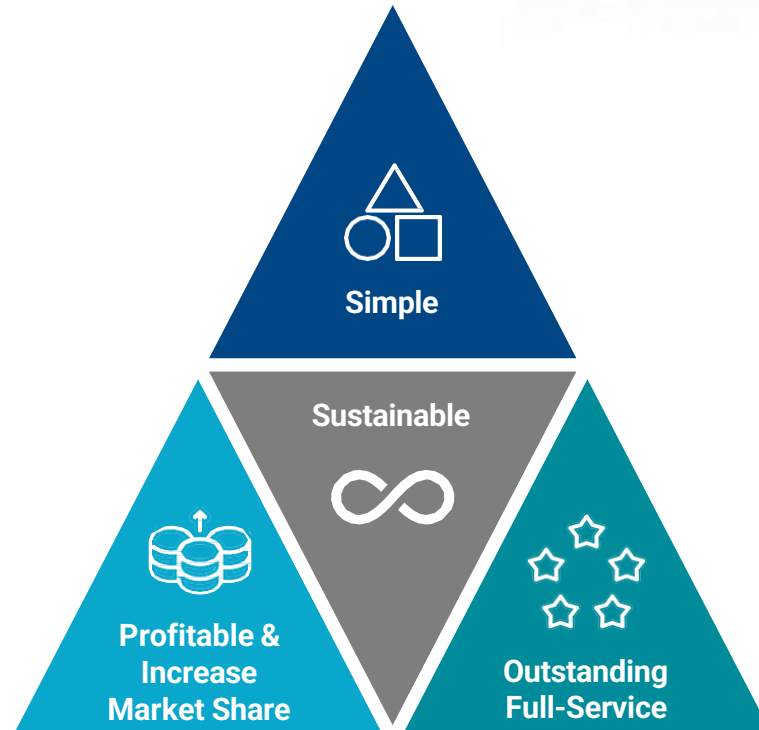 Simple
Sustainable
Profitable &
Increase
Market Share
Outstanding
Full-Service